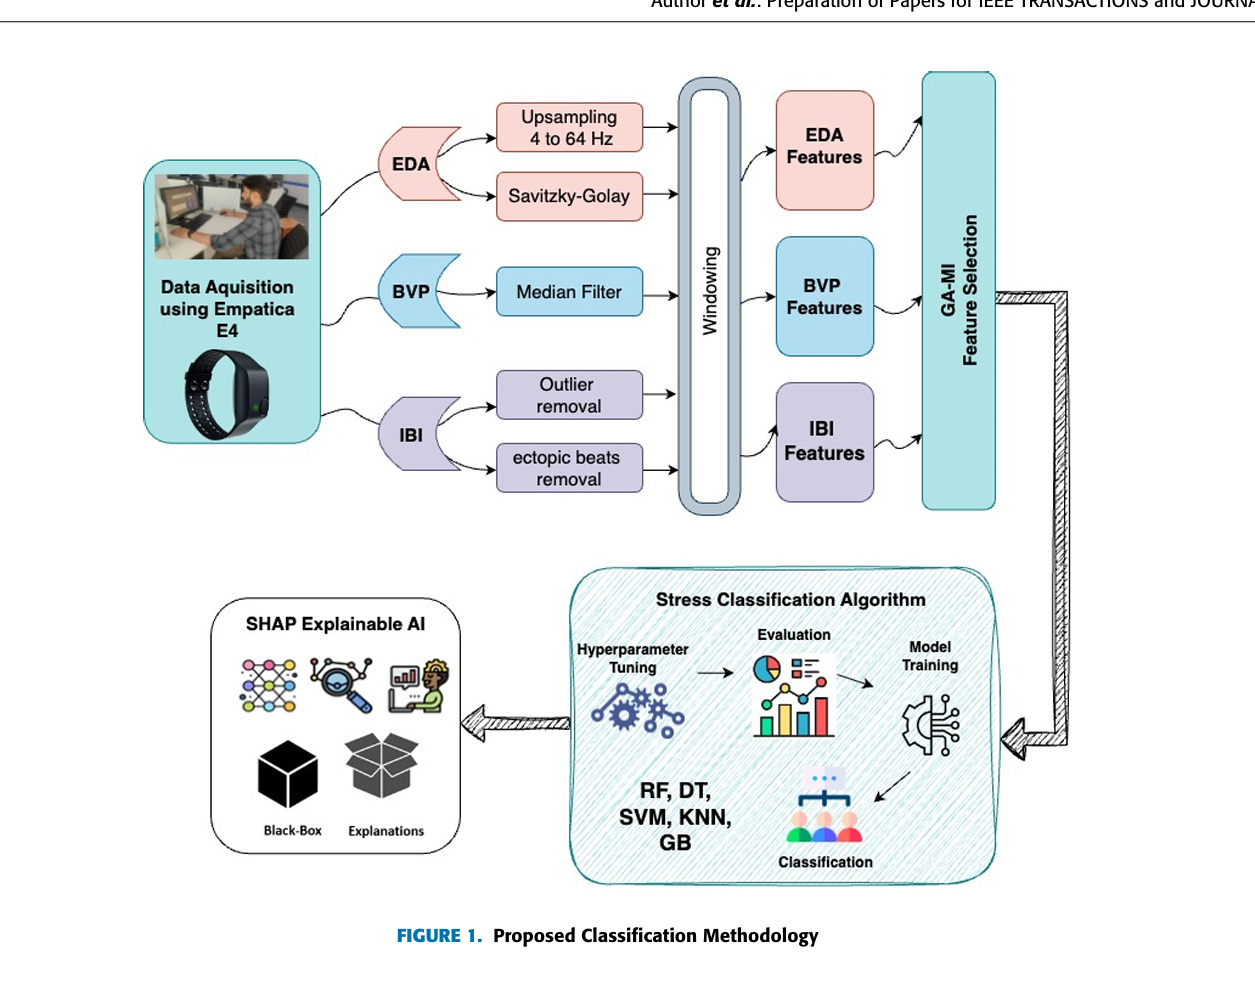 Author et al.: Preparation of Papers for IEEE TRANSACTIONS and JOURNA
Data Aquisition
using Empatica
E4
EDA
Upsampling
4 to 64 Hz
Savitzky-Golay
BVP
Median Filter
IBI
Outlier
removal
ectopic beats
removal
Windowing
EDA
Features
BVP
Features
IBI
Features
GA-MI
Feature Selection
Stress Classification Algorithm
Hyperparameter
Tuning
Evaluation
Model
Training
RF, DT,
SVM, KNN,
GB
Classification
SHAP Explainable AI
Black-Box
Explanations
FIGURE 1. Proposed Classification Methodology